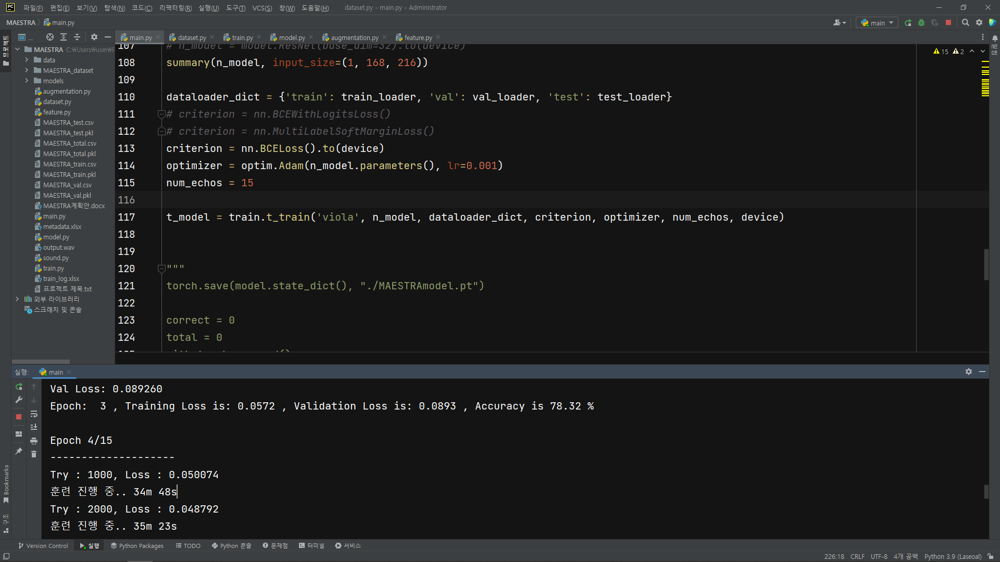 PC 파일(F) 편집(E) 보기(V) 탐색(N) 코드(C) 리팩터링(R) 실행(U) 도구(T) VCS(S) 창(W) 도움말(H) dataset.py - main.py - Administrator
MAESTRA main.py
main
프로젝트
...
main.py dataset.py train.py model.py augmentation.py feature.py
알림
MAESTRA C:₩Users₩user₩P
data
MAESTRA_dataset
models
augmentation.py
dataset.py
feature.py
MAESTRA_test.csv
MAESTRA_test.pkl
MAESTRA_total.csv
MAESTRA_total.pkl
MAESTRA_train.csv
MAESTRA_train.pkl
MAESTRA_val.csv
MAESTRA_val.pkl
MAESTRA계획안.docx
main.py
metadata.xlsx
model.py
output.wav
sound.py
train.py
train_log.xlsx
프로젝트 제목.txt
외부 라이브러리
스크래치 및 콘솔
15 2
107 # n_model = model.ResNet(base_dim=32).to(device)
108 summary(n_model, input_size=(1, 168, 216))
109
110 dataloader_dict = {'train': train_loader, 'val': val_loader, 'test': test_loader}
111 # criterion = nn.BCEWithLogitsLoss()
112 # criterion = nn.MultiLabelSoftMarginLoss()
113 criterion = nn.BCELoss().to(device)
114 optimizer = optim.Adam(n_model.parameters(), lr=0.001)
115 num_echos = 15
116
117 t_model = train.t_train('viola', n_model, dataloader_dict, criterion, optimizer, num_echos, device)
118
119
120 """
121 torch.save(model.state_dict(), "./MAESTRAmodel.pt")
122
123 correct = 0
124 total = 0
실행: main
Val Loss: 0.089260
Epoch:  3 , Training Loss is: 0.0572 , Validation Loss is: 0.0893 , Accuracy is 78.32 %
Epoch 4/15
--------------------
Try : 1000, Loss : 0.050074
훈련 진행 중.. 34m 48s
Try : 2000, Loss : 0.048792
훈련 진행 중.. 35m 23s
Bookmarks
구조
Version Control 실행 Python Packages TODO Python 콘솔 문제점 터미널 서비스
226:18 CRLF UTF-8 4개 공백 Python 3.9 (Laseoal)